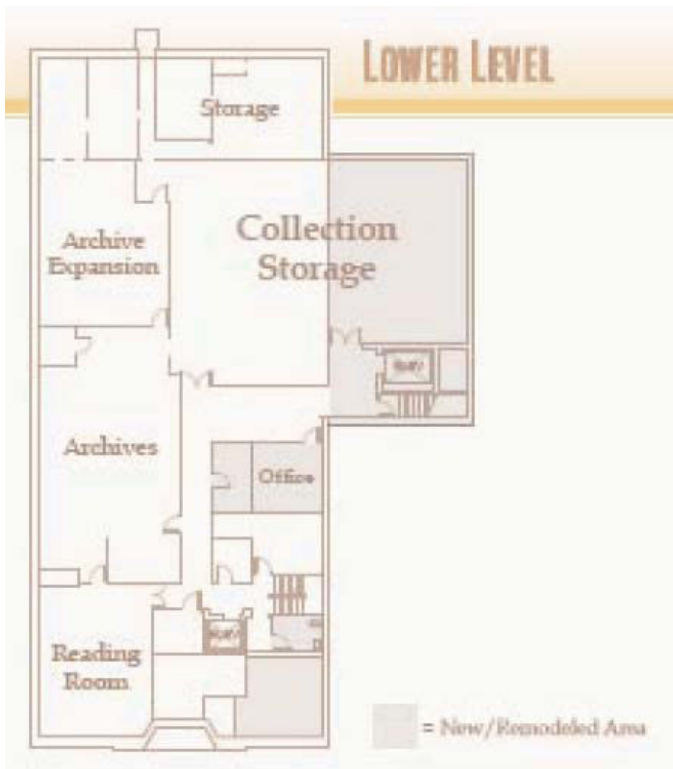 LOWER LEVEL
Storage
Collection
Storage
Archive
Expansion
Archives
Office
Reading
Room
= New/Remodeled Area